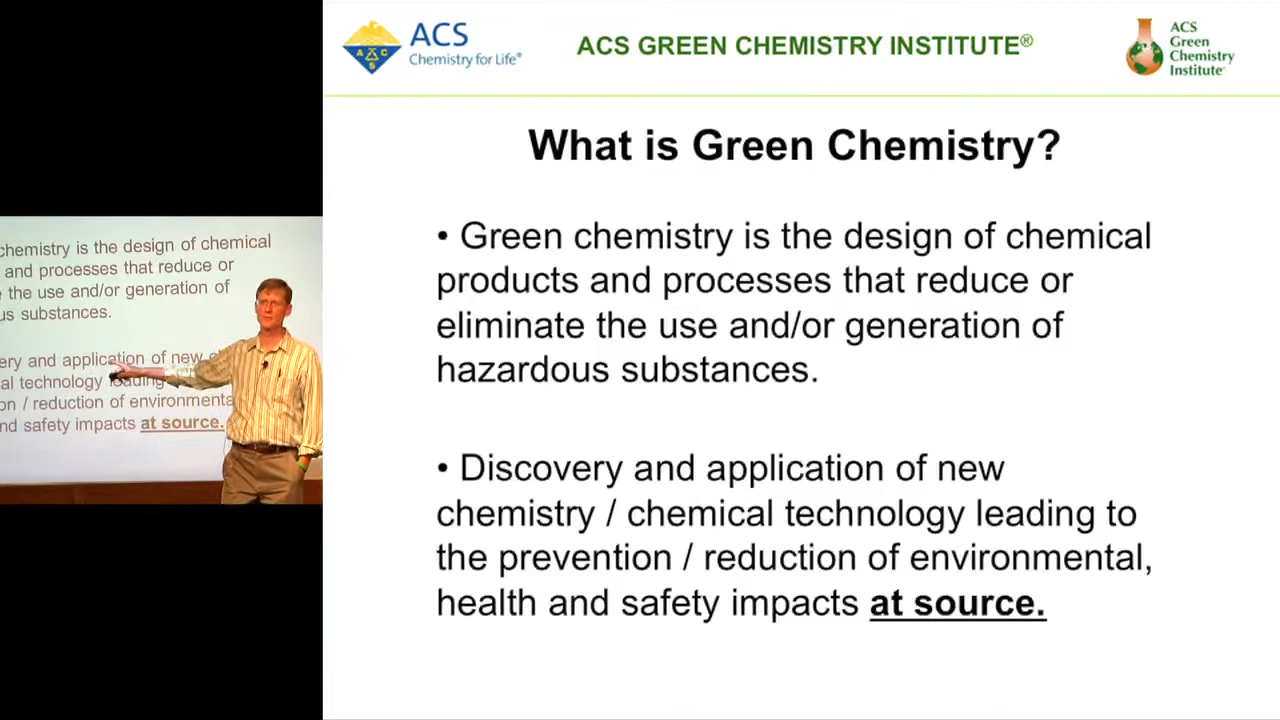 ACS
Chemistry for Life®
A C S
ACS GREEN CHEMISTRY INSTITUTE®
ACS
Green
Chemistry
Institute®
What is Green Chemistry?
• Green chemistry is the design of chemical
products and processes that reduce or
eliminate the use and/or generation of
hazardous substances.
• Discovery and application of new
chemistry / chemical technology leading to
the prevention / reduction of environmental,
health and safety impacts at source.
chemistry is the design of chemical
and processes that reduce or
the use and/or generation of
us substances.
ery and application of new
al technology leading
on / reduction of environmenta
nd safety impacts at source.